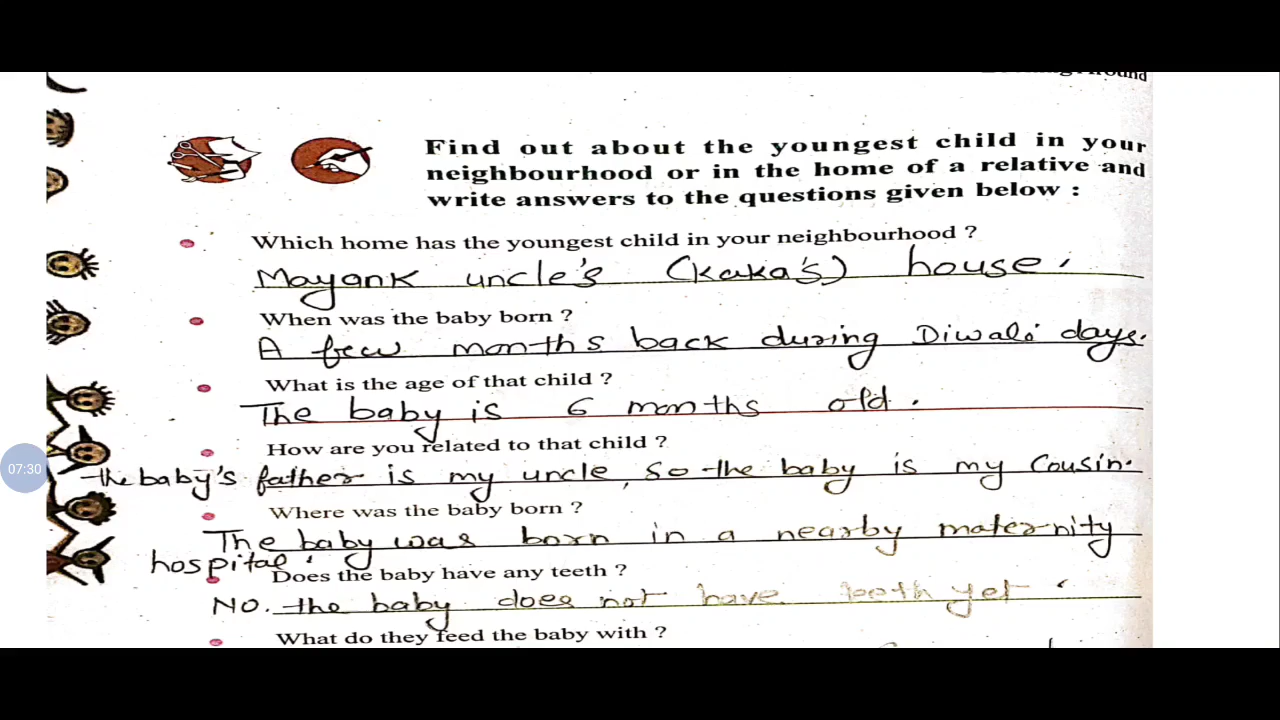 Find out about the youngest child in your
neighbourhood or in the home of a relative and
write answers to the questions given below :
Which home has the youngest child in your neighbourhood ?
Mayank uncle's (Kaka's) house.
When was the baby born ?
A few months back during Diwali days.
What is the age of that child ?
The baby is 6 months old.
How are you related to that child ?
the baby's father is my uncle, so the baby is my cousin.
07:30
Where was the baby born ?
The baby was born in a nearby maternity
hospital.
Does the baby have any teeth ?
No. the baby does not have teeth yet.
What do they feed the baby with ?